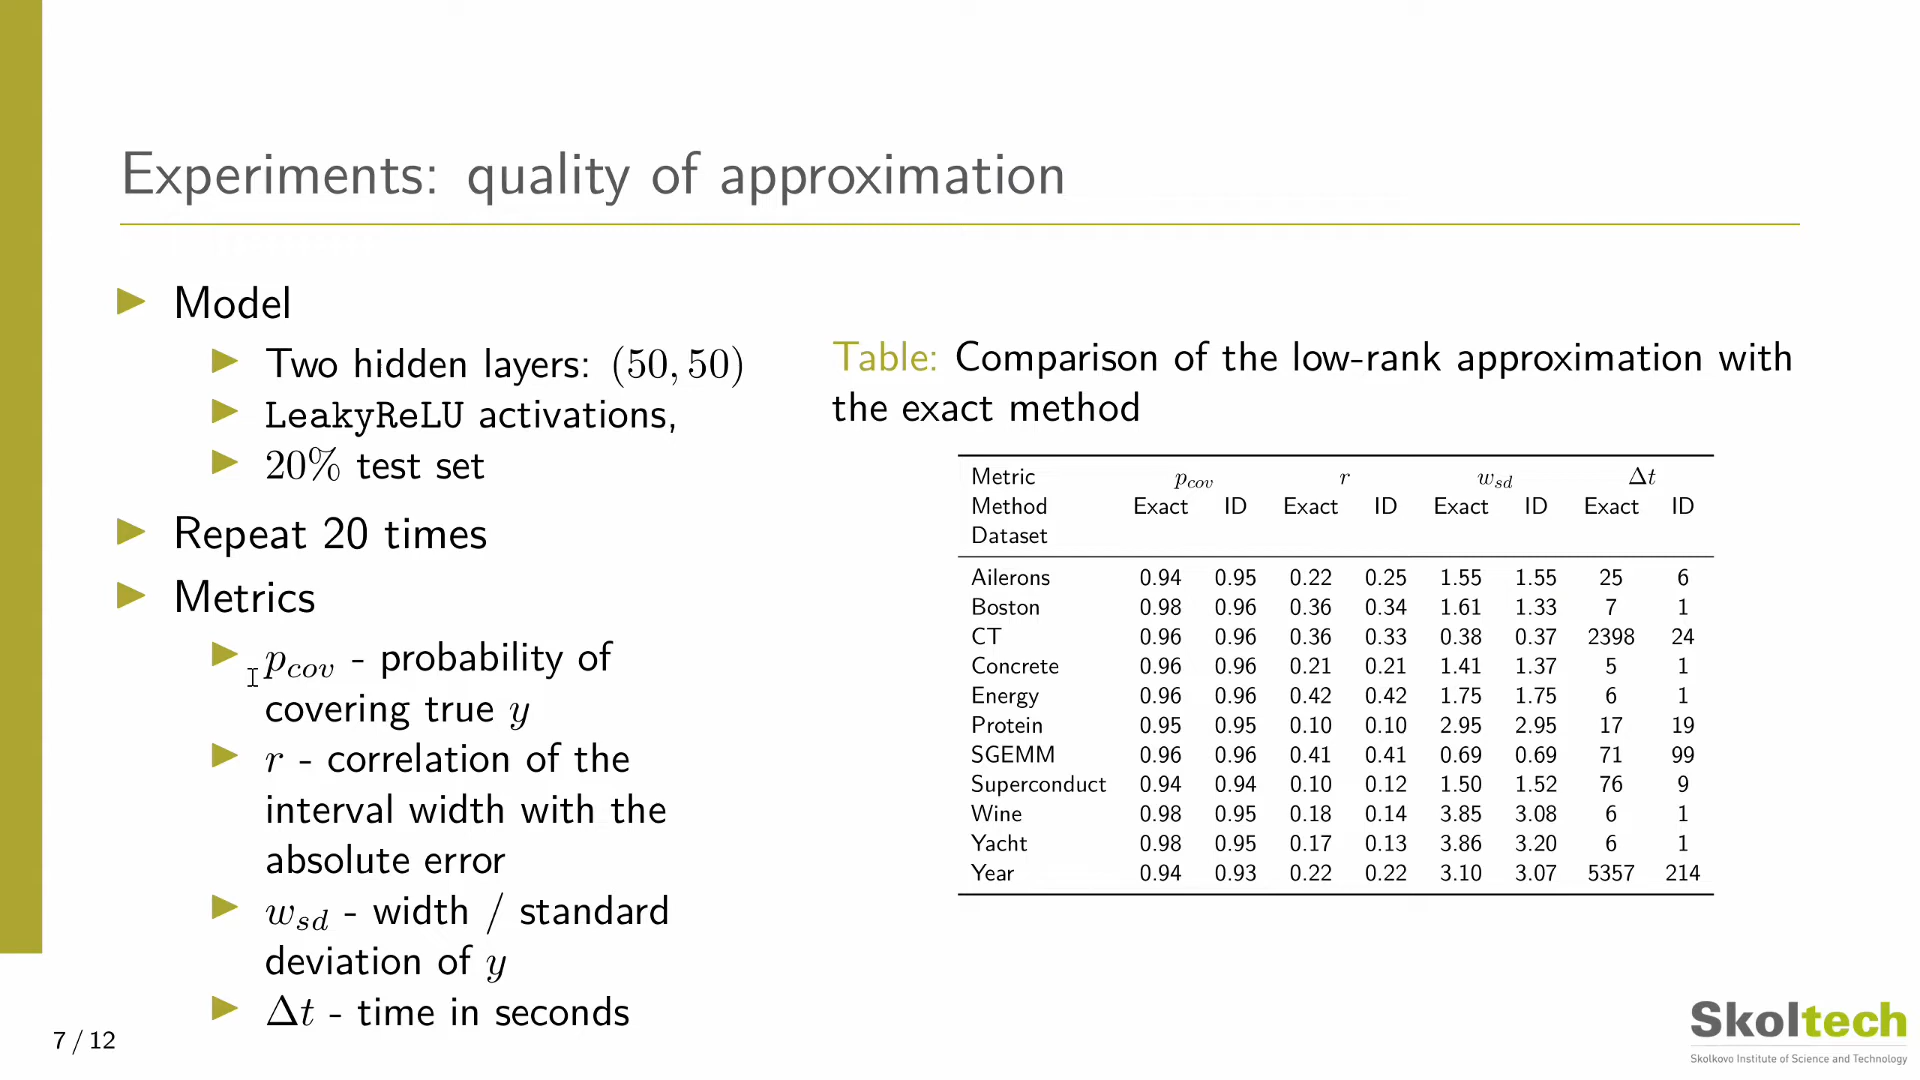 Experiments: quality of approximation
Model
Two hidden layers: (50, 50)
LeakyReLU activations,
20% test set
Repeat 20 times
Metrics
p_cov - probability of
covering true y
r - correlation of the
interval width with the
absolute error
w_sd - width / standard
deviation of y
Δt - time in seconds
Table: Comparison of the low-rank approximation with
the exact method
Metric p_cov r w_sd Δt
Method Exact ID Exact ID Exact ID Exact ID
Dataset
Ailerons 0.94 0.95 0.22 0.25 1.55 1.55 25 6
Boston 0.98 0.96 0.36 0.34 1.61 1.33 7 1
CT 0.96 0.96 0.36 0.33 0.38 0.37 2398 24
Concrete 0.96 0.96 0.21 0.21 1.41 1.37 5 1
Energy 0.96 0.96 0.42 0.42 1.75 1.75 6 1
Protein 0.95 0.95 0.10 0.10 2.95 2.95 17 19
SGEMM 0.96 0.96 0.41 0.41 0.69 0.69 71 99
Superconduct 0.94 0.94 0.10 0.12 1.50 1.52 76 9
Wine 0.98 0.95 0.18 0.14 3.85 3.08 6 1
Yacht 0.98 0.95 0.17 0.13 3.86 3.20 6 1
Year 0.94 0.93 0.22 0.22 3.10 3.07 5357 214
7 / 12
Skoltech
Skolkovo Institute of Science and Technology